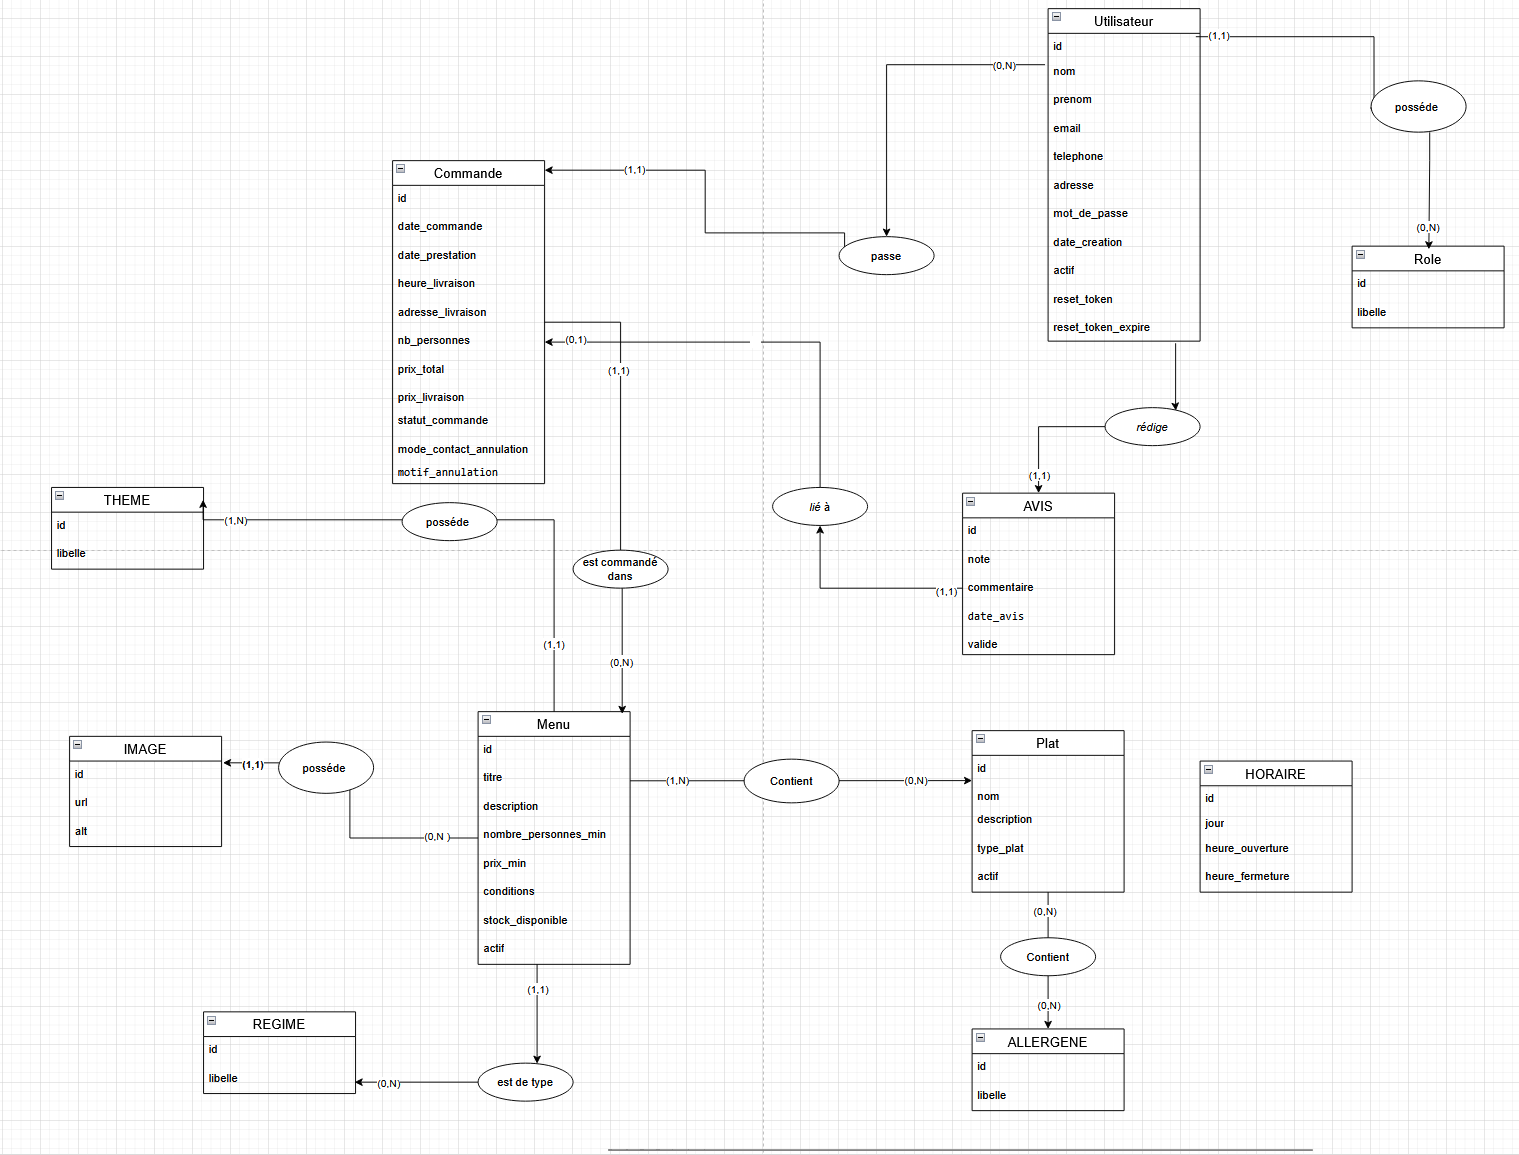 Utilisateur
id
nom
prenom
email
telephone
adresse
mot_de_passe
date_creation
actif
reset_token
reset_token_expire
(1,1)
posséde
(0,N)
Role
id
libelle
(0,N)
passe
(1,1)
Commande
id
date_commande
date_prestation
heure_livraison
adresse_livraison
nb_personnes
prix_total
prix_livraison
statut_commande
mode_contact_annulation
motif_annulation
(0,1)
(1,1)
rédige
(1,1)
AVIS
id
note
commentaire
date_avis
valide
lié à
(1,1)
THEME
id
libelle
(1,N)
posséde
(1,1)
est commandé
dans
(0,N)
Menu
id
titre
description
nombre_personnes_min
prix_min
conditions
stock_disponible
actif
IMAGE
id
url
alt
(1,1)
posséde
(0,N )
(1,N)
Contient
(0,N)
Plat
id
nom
description
type_plat
actif
HORAIRE
id
jour
heure_ouverture
heure_fermeture
(0,N)
Contient
(0,N)
ALLERGENE
id
libelle
(1,1)
est de type
(0,N)
REGIME
id
libelle